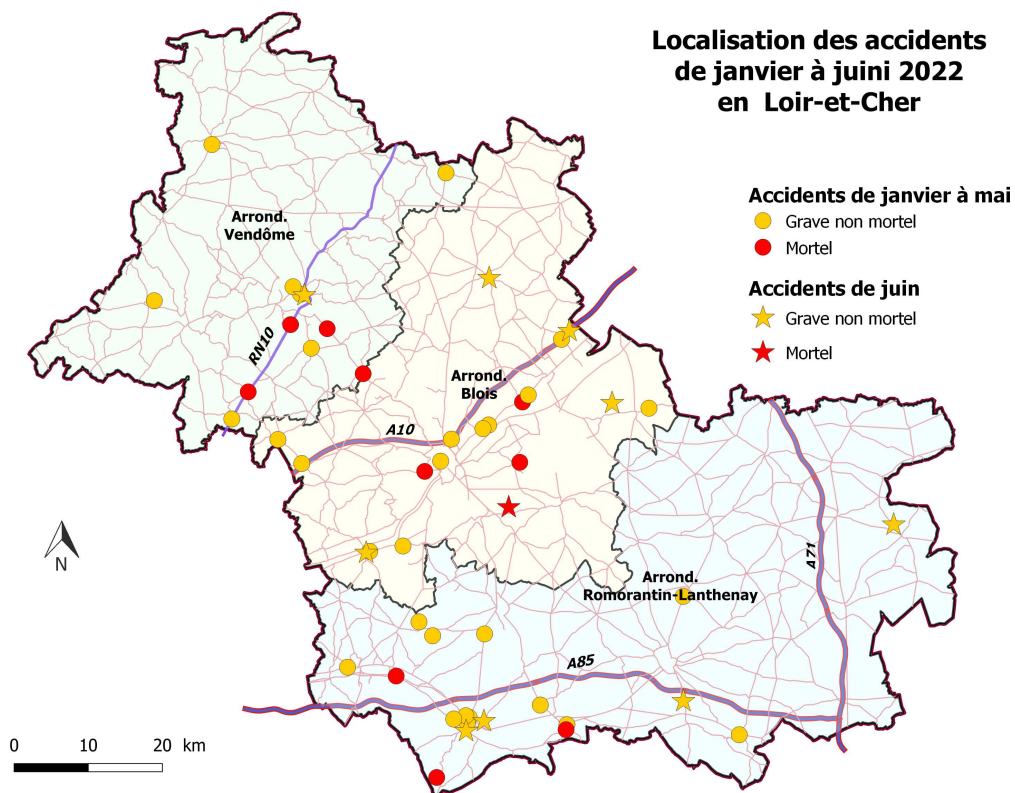 Localisation des accidents
de janvier à juini 2022
en Loir-et-Cher
Accidents de janvier à mai
Grave non mortel
Mortel
Accidents de juin
Grave non mortel
Mortel
Arrond.
Vendôme
RN10
Arrond.
Blois
A10
Arrond.
Romorantin-Lanthenay
A71
A85
N
0 10 20 km